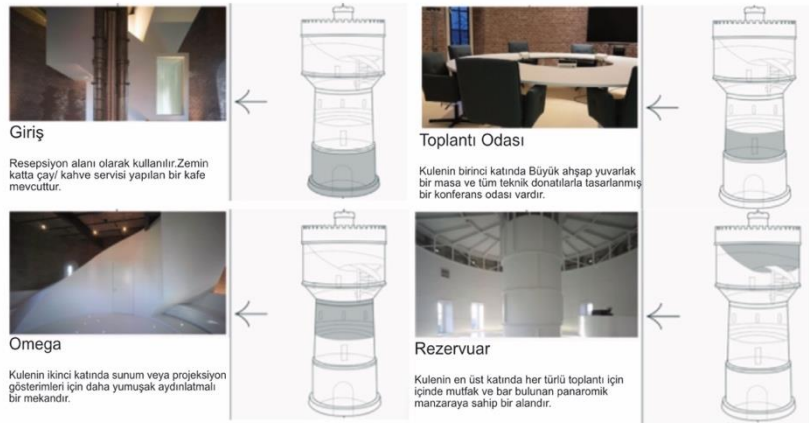 Giriş
Resepsiyon alanı olarak kullanılır.Zemin
katta çay/ kahve servisi yapılan bir kafe
mevcuttur.
Toplantı Odası
Kulenin birinci katında Büyük ahşap yuvarlak
bir masa ve tüm teknik donatılarla tasarlanmış
bir konferans odası vardır.
Omega
Kulenin ikinci katında sunum veya projeksiyon
gösterimleri için daha yumuşak aydınlatmalı
bir mekandır.
Rezervuar
Kulenin en üst katında her türlü toplantı için
içinde mutfak ve bar bulunan panaromik
manzaraya sahip bir alandır.